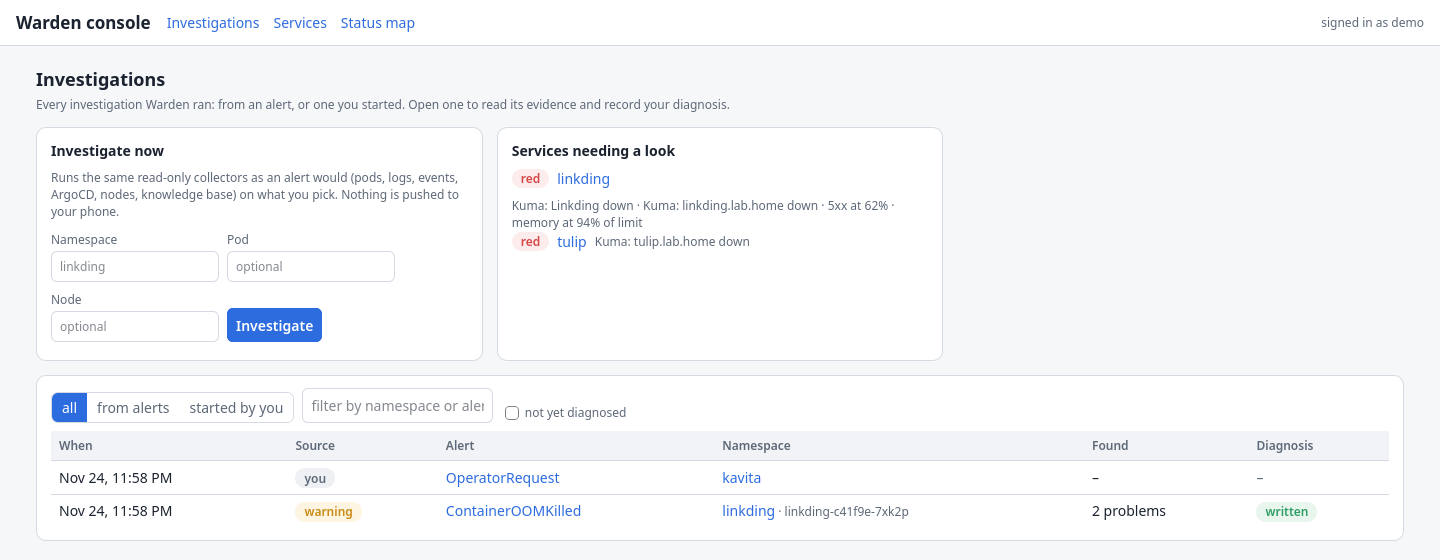 Warden console Investigations Services Status map signed in as demo
Investigations
Every investigation Warden ran: from an alert, or one you started. Open one to read its evidence and record your diagnosis.
Investigate now
Runs the same read-only collectors as an alert would (pods, logs, events,
ArgoCD, nodes, knowledge base) on what you pick. Nothing is pushed to
your phone.
Namespace Pod
linkding optional
Node
optional Investigate
Services needing a look
red linkding
Kuma: Linkding down · Kuma: linkding.lab.home down · 5xx at 62% ·
memory at 94% of limit
red tulip Kuma: tulip.lab.home down
all from alerts started by you filter by namespace or aler not yet diagnosed
When Source Alert Namespace Found Diagnosis
Nov 24, 11:58 PM you OperatorRequest kavita – –
Nov 24, 11:58 PM warning ContainerOOMKilled linkding · linkding-c41f9e-7xk2p 2 problems written